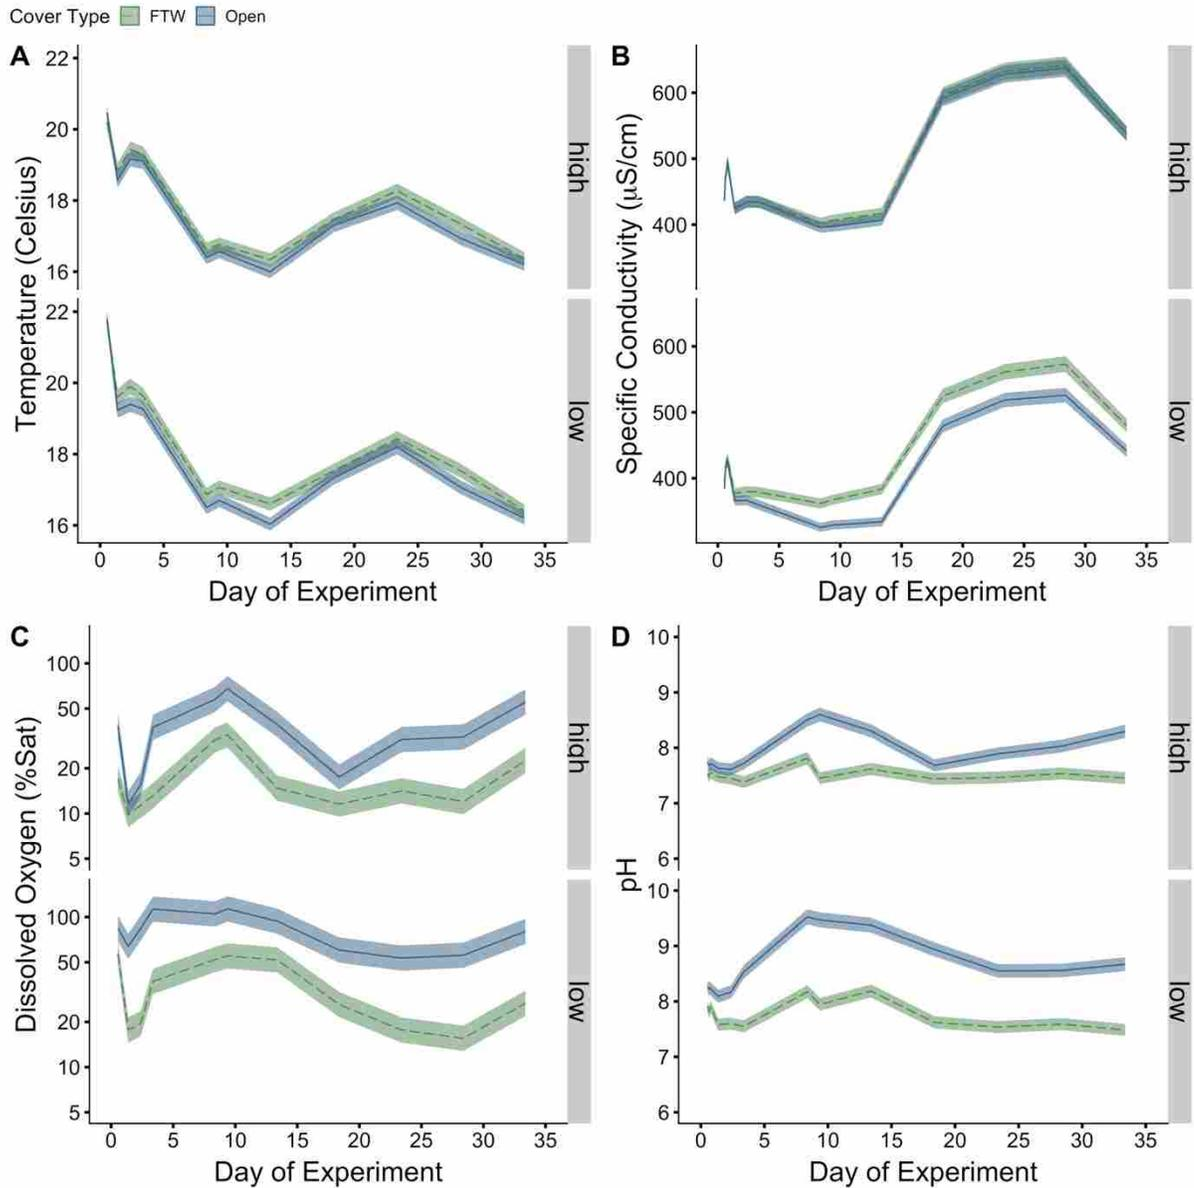 Cover Type FTW Open
A
22
20
18
16
high
22
20
18
16
low
Temperature (Celsius)
0 5 10 15 20 25 30 35
Day of Experiment
B
600
500
400
high
600
500
400
low
Specific Conductivity (µS/cm)
0 5 10 15 20 25 30 35
Day of Experiment
C
100
50
20
10
5
high
100
50
20
10
5
low
Dissolved Oxygen (%Sat)
0 5 10 15 20 25 30 35
Day of Experiment
D
10
9
8
7
6
high
10
9
8
7
6
low
pH
0 5 10 15 20 25 30 35
Day of Experiment